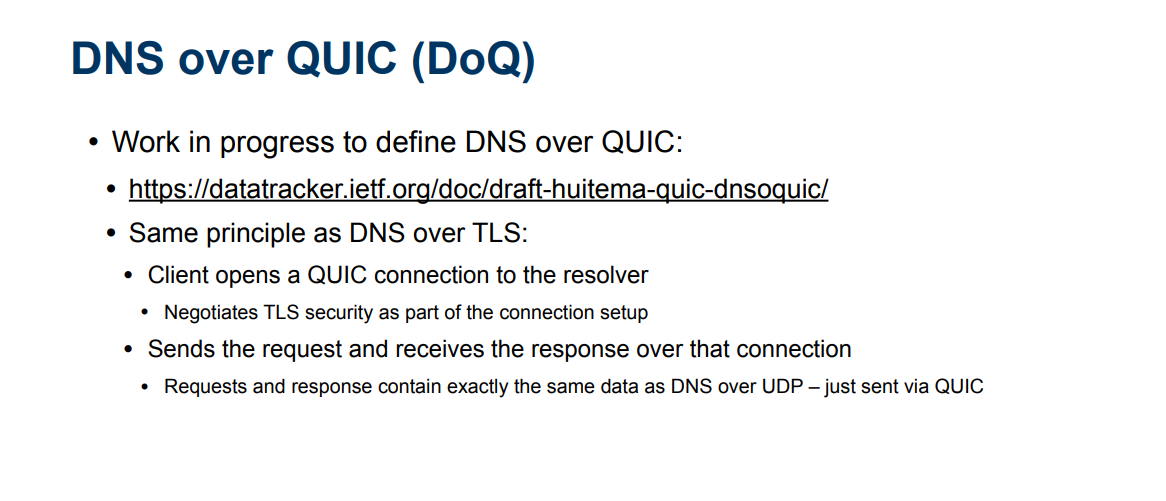 DNS over QUIC (DoQ)
• Work in progress to define DNS over QUIC:
• https://datatracker.ietf.org/doc/draft-huitema-quic-dnsoquic/
• Same principle as DNS over TLS:
• Client opens a QUIC connection to the resolver
• Negotiates TLS security as part of the connection setup
• Sends the request and receives the response over that connection
• Requests and response contain exactly the same data as DNS over UDP – just sent via QUIC